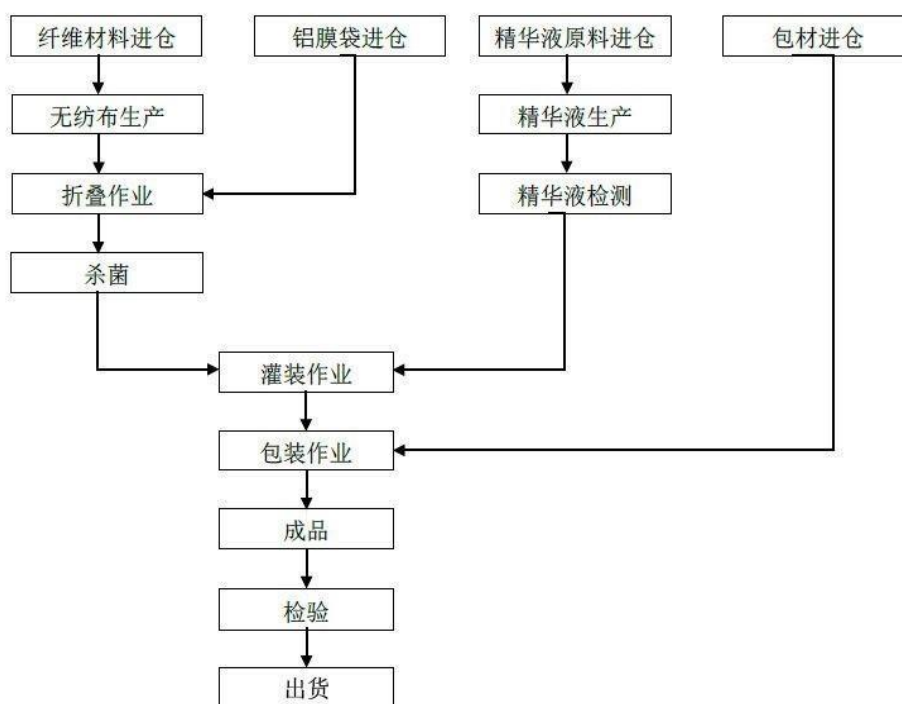 纤维材料进仓
铝膜袋进仓
精华液原料进仓
包材进仓
无纺布生产
精华液生产
折叠作业
精华液检测
杀菌
灌装作业
包装作业
成品
检验
出货